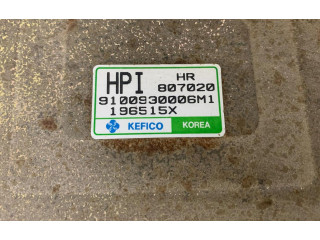 HPI HR
807020
9100930006M1
196515X
KEFICO KOREA